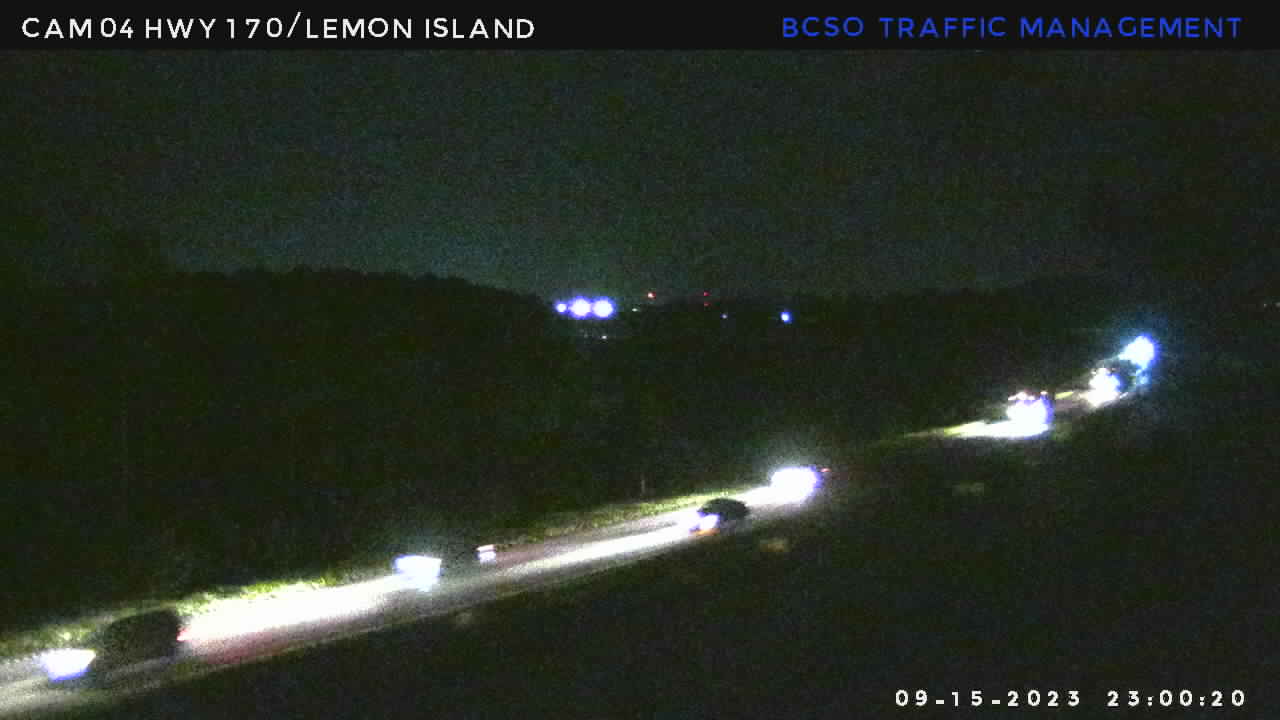 CAM04 HWY 170/LEMON ISLAND
BCSO TRAFFIC MANAGEMENT
09-15-2023 23:00:20